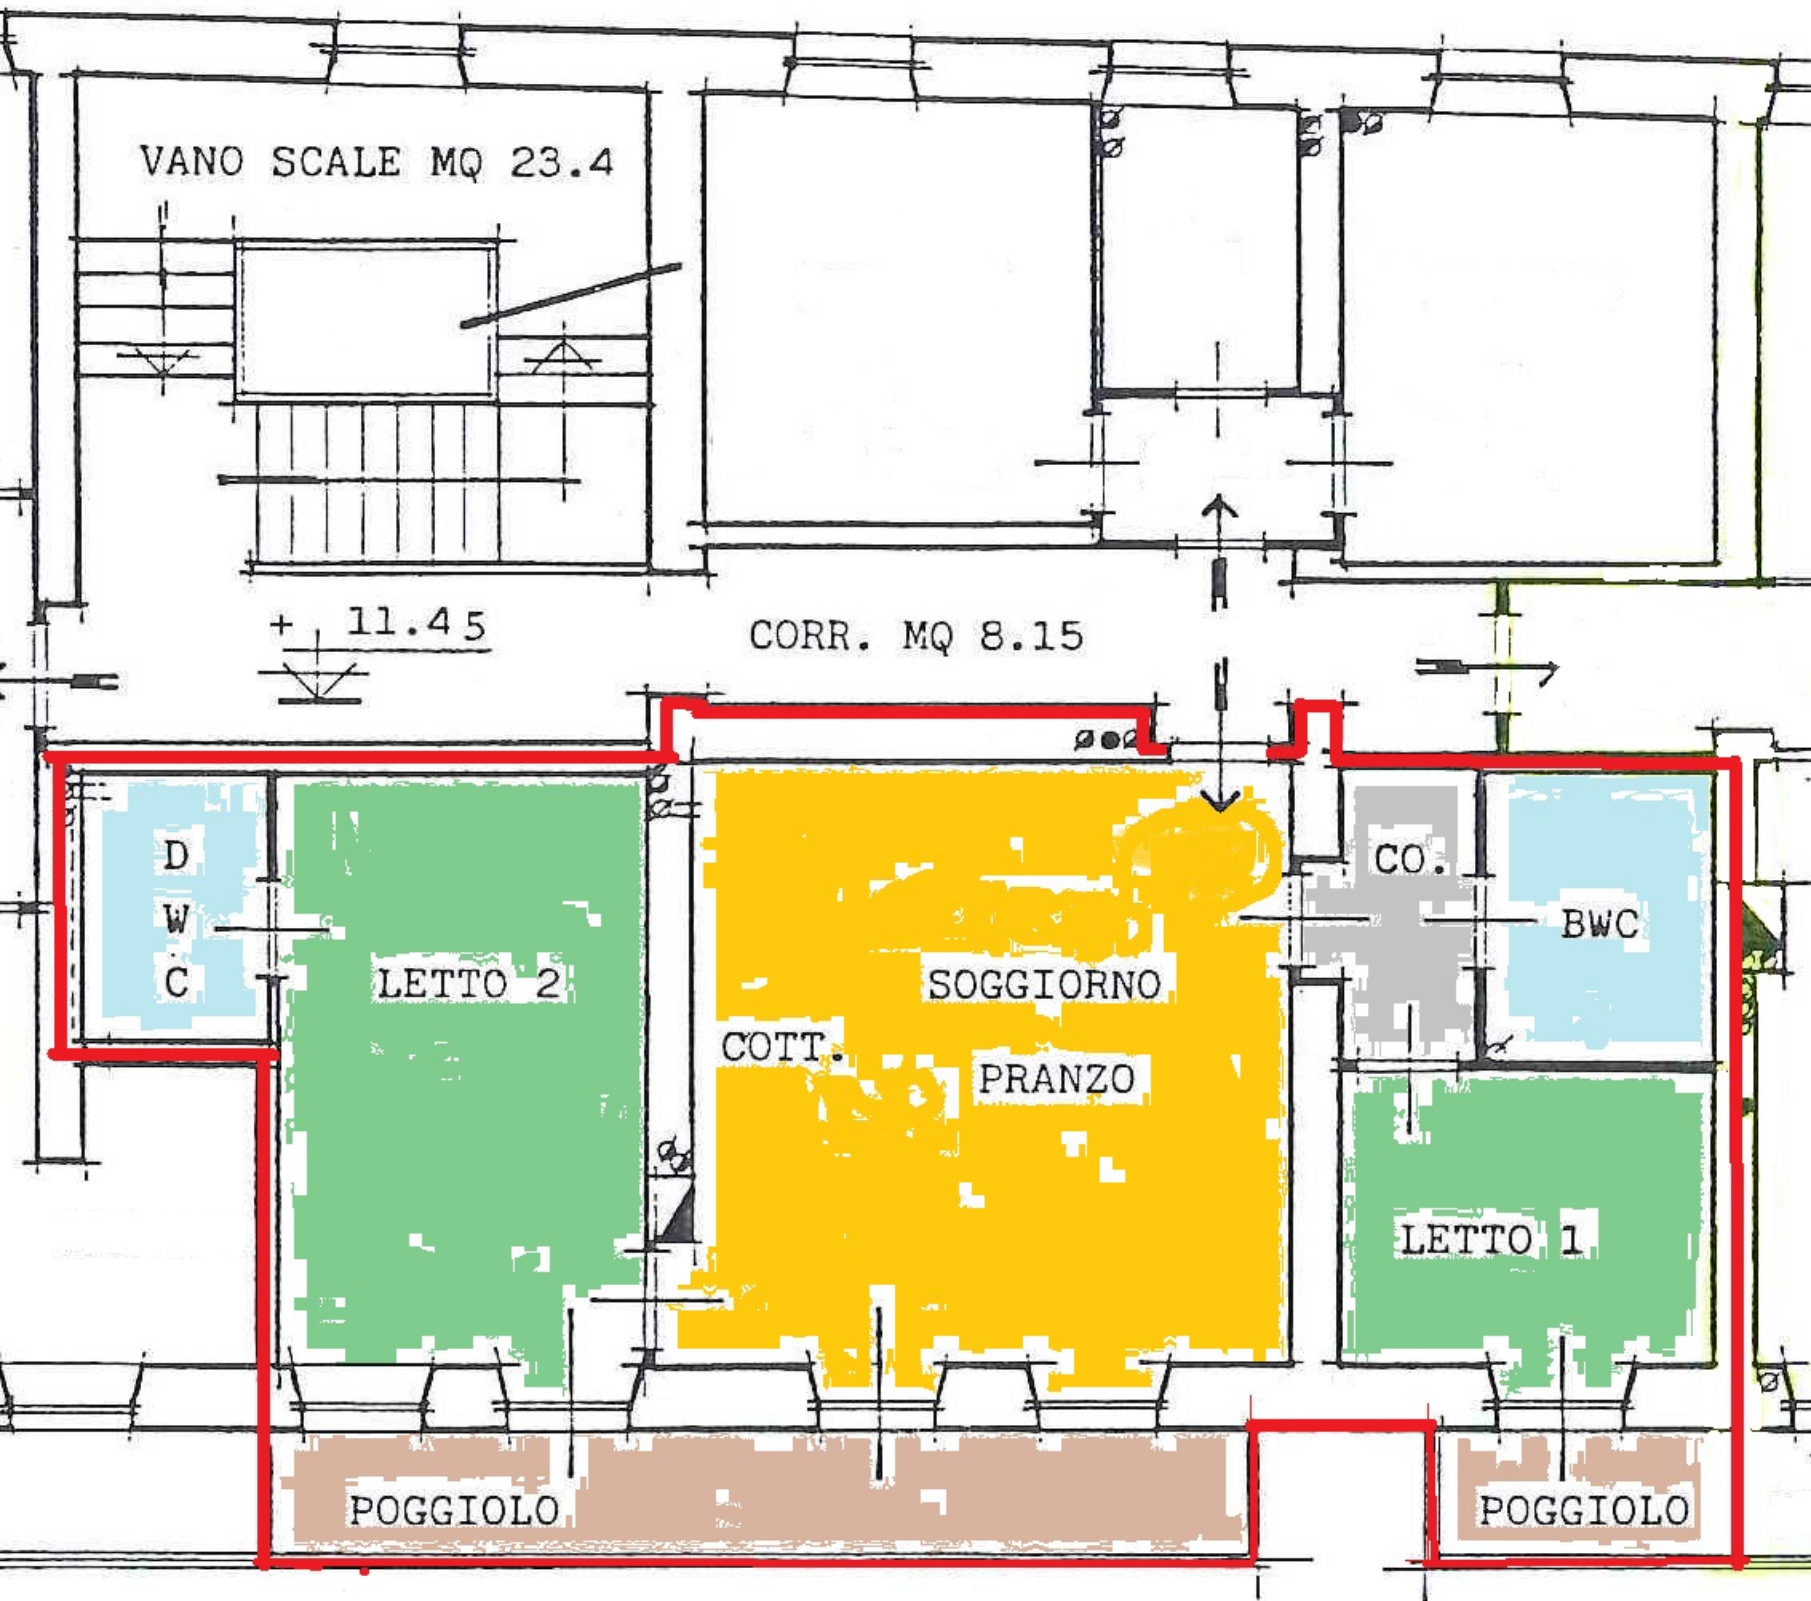 VANO SCALE MQ 23.4
+ 11.45
CORR. MQ 8.15
D
W
C
LETTO 2
SOGGIORNO
COTT.
PRANZO
CO.
BWC
LETTO 1
POGGIOLO
POGGIOLO